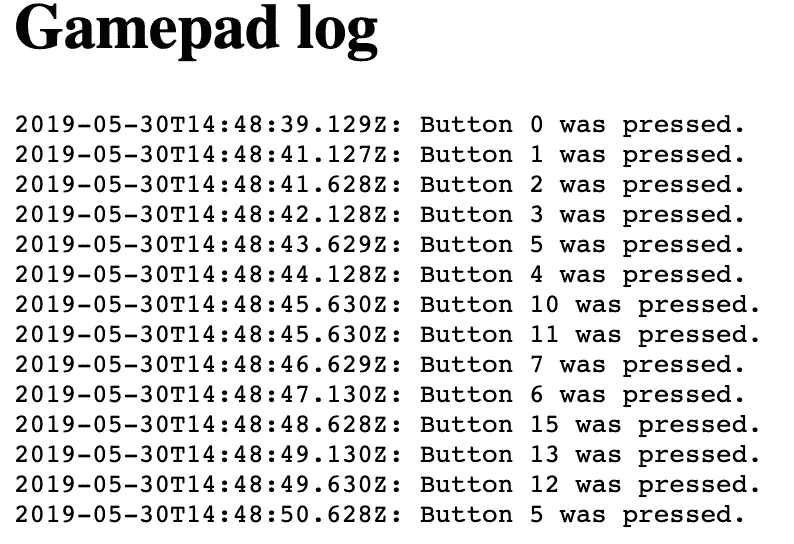 Gamepad log
2019-05-30T14:48:39.129Z: Button 0 was pressed.
2019-05-30T14:48:41.127Z: Button 1 was pressed.
2019-05-30T14:48:41.628Z: Button 2 was pressed.
2019-05-30T14:48:42.128Z: Button 3 was pressed.
2019-05-30T14:48:43.629Z: Button 5 was pressed.
2019-05-30T14:48:44.128Z: Button 4 was pressed.
2019-05-30T14:48:45.630Z: Button 10 was pressed.
2019-05-30T14:48:45.630Z: Button 11 was pressed.
2019-05-30T14:48:46.629Z: Button 7 was pressed.
2019-05-30T14:48:47.130Z: Button 6 was pressed.
2019-05-30T14:48:48.628Z: Button 15 was pressed.
2019-05-30T14:48:49.130Z: Button 13 was pressed.
2019-05-30T14:48:49.630Z: Button 12 was pressed.
2019-05-30T14:48:50.628Z: Button 5 was pressed.